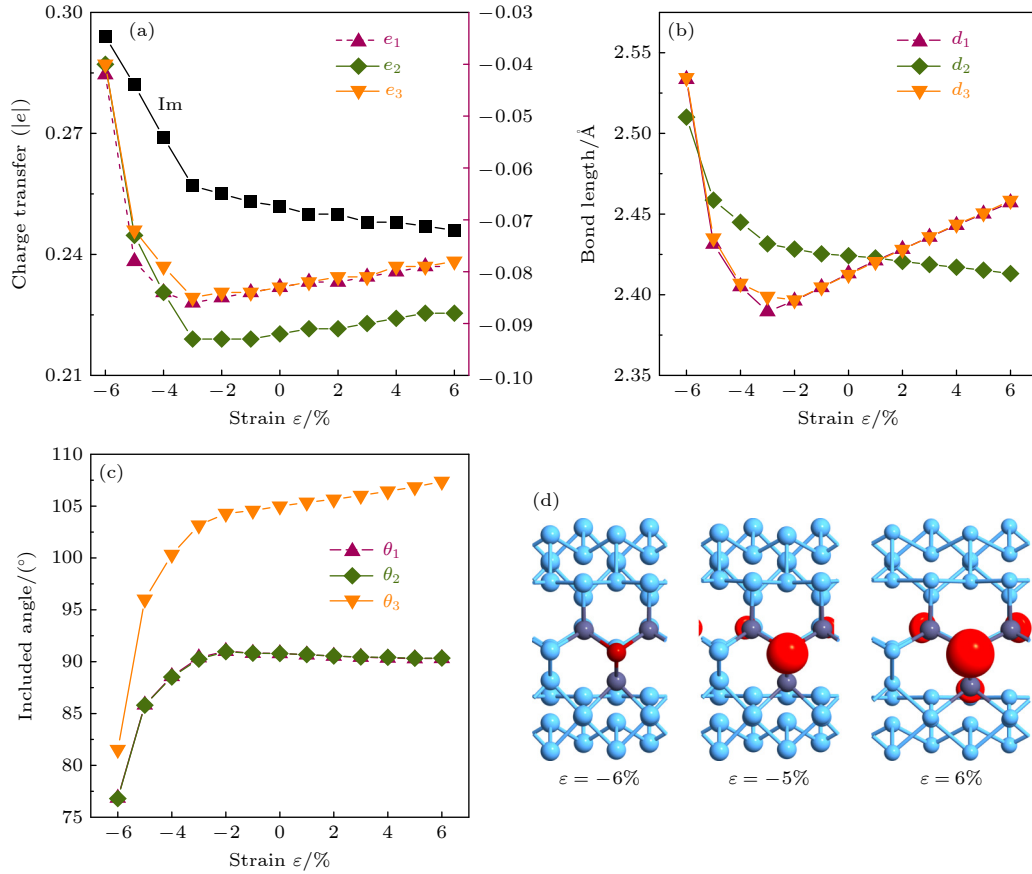 (a)
0.30
0.27
0.24
0.21
Charge transfer (|e|)
Im
e1
e2
e3
−0.03
−0.04
−0.05
−0.06
−0.07
−0.08
−0.09
−0.10
−6 −4 −2 0 2 4 6
Strain ε/%
(b)
2.55
2.50
2.45
2.40
2.35
Bond length/Å
d1
d2
d3
−6 −4 −2 0 2 4 6
Strain ε/%
(c)
110
105
100
95
90
85
80
75
Included angle/(°)
θ1
θ2
θ3
−6 −4 −2 0 2 4 6
Strain ε/%
(d)
ε = −6% ε = −5% ε = 6%